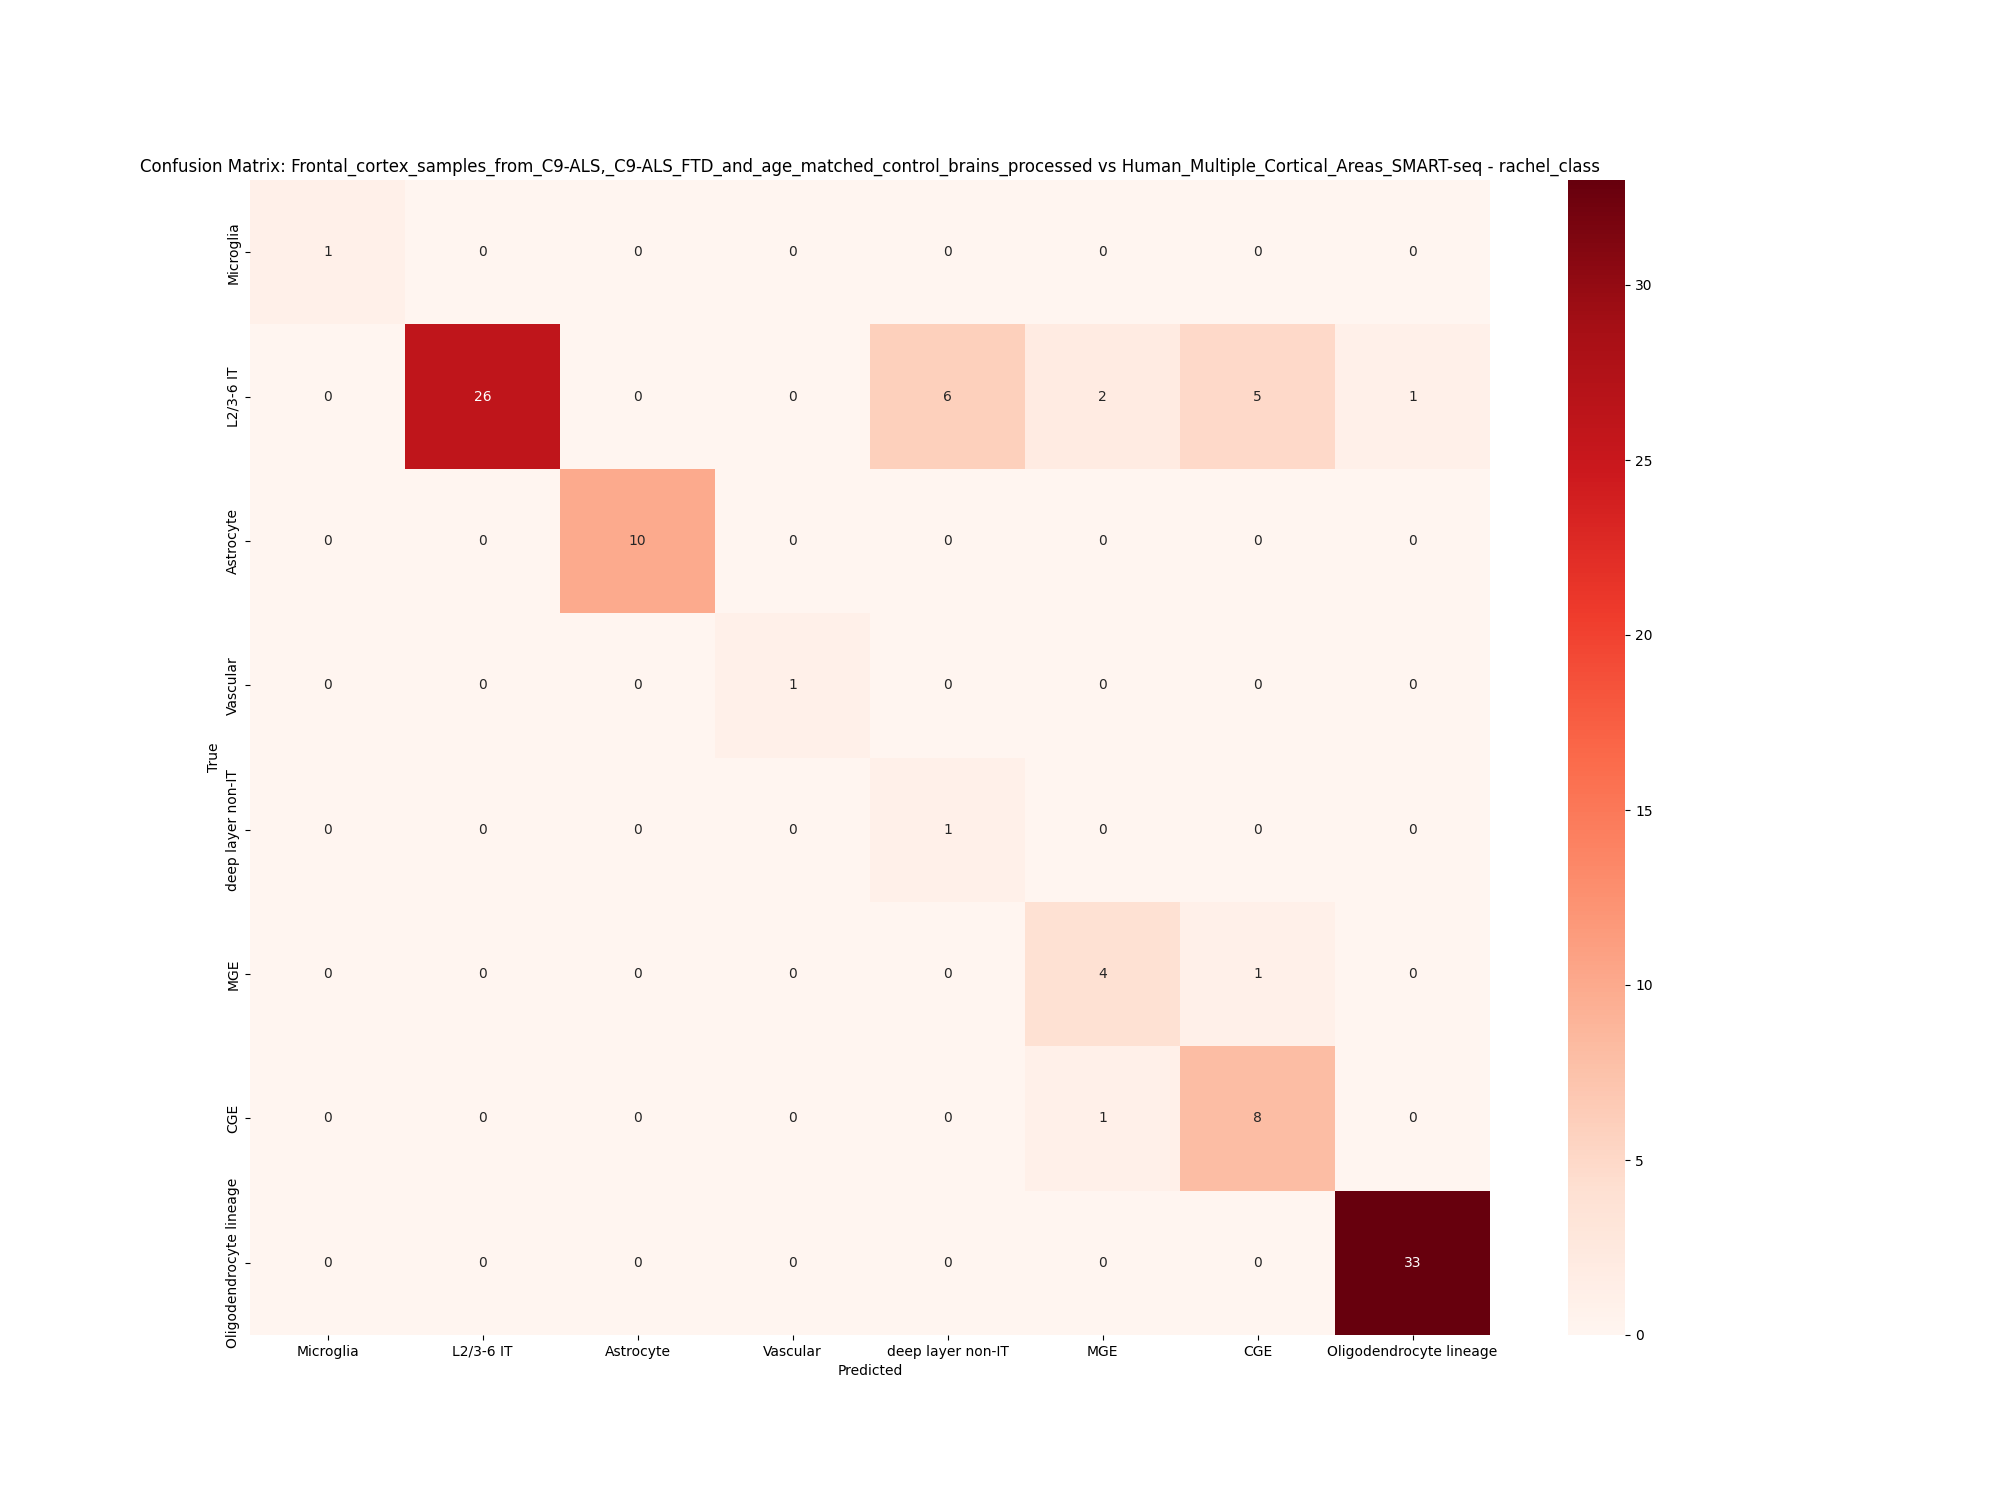 Confusion Matrix: Frontal_cortex_samples_from_C9-ALS,_C9-ALS_FTD_and_age_matched_control_brains_processed vs Human_Multiple_Cortical_Areas_SMART-seq - rachel_class
True
Microglia
1 0 0 0 0 0 0 0
L2/3-6 IT
0 26 0 0 6 2 5 1
Astrocyte
0 0 10 0 0 0 0 0
Vascular
0 0 0 1 0 0 0 0
deep layer non-IT
0 0 0 0 1 0 0 0
MGE
0 0 0 0 0 4 1 0
CGE
0 0 0 0 0 1 8 0
Oligodendrocyte lineage
0 0 0 0 0 0 0 33
Microglia L2/3-6 IT Astrocyte Vascular deep layer non-IT MGE CGE Oligodendrocyte lineage
Predicted
30
25
20
15
10
5
0